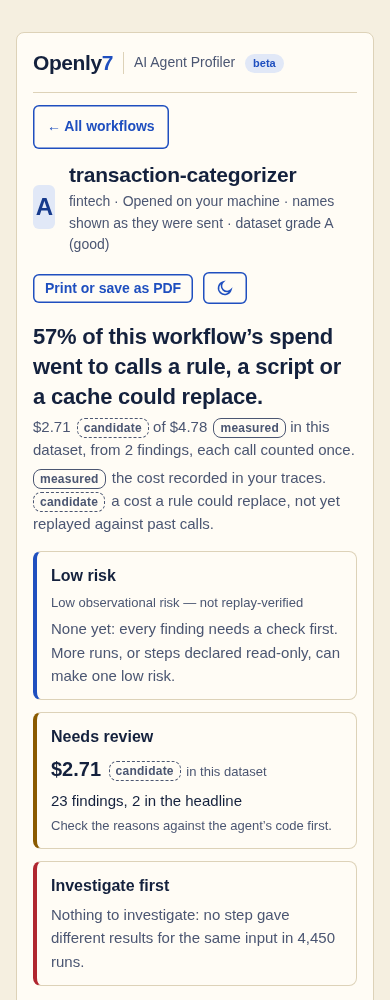 Openly7 AI Agent Profiler beta
← All workflows
A
transaction-categorizer
fintech · Opened on your machine · names
shown as they were sent · dataset grade A
(good)
Print or save as PDF
57% of this workflow’s spend
went to calls a rule, a script or
a cache could replace.
$2.71 candidate of $4.78 measured in this
dataset, from 2 findings, each call counted once.
measured the cost recorded in your traces.
candidate a cost a rule could replace, not yet
replayed against past calls.
Low risk
Low observational risk — not replay-verified
None yet: every finding needs a check first.
More runs, or steps declared read-only, can
make one low risk.
Needs review
$2.71 candidate in this dataset
23 findings, 2 in the headline
Check the reasons against the agent’s code first.
Investigate first
Nothing to investigate: no step gave
different results for the same input in 4,450
runs.